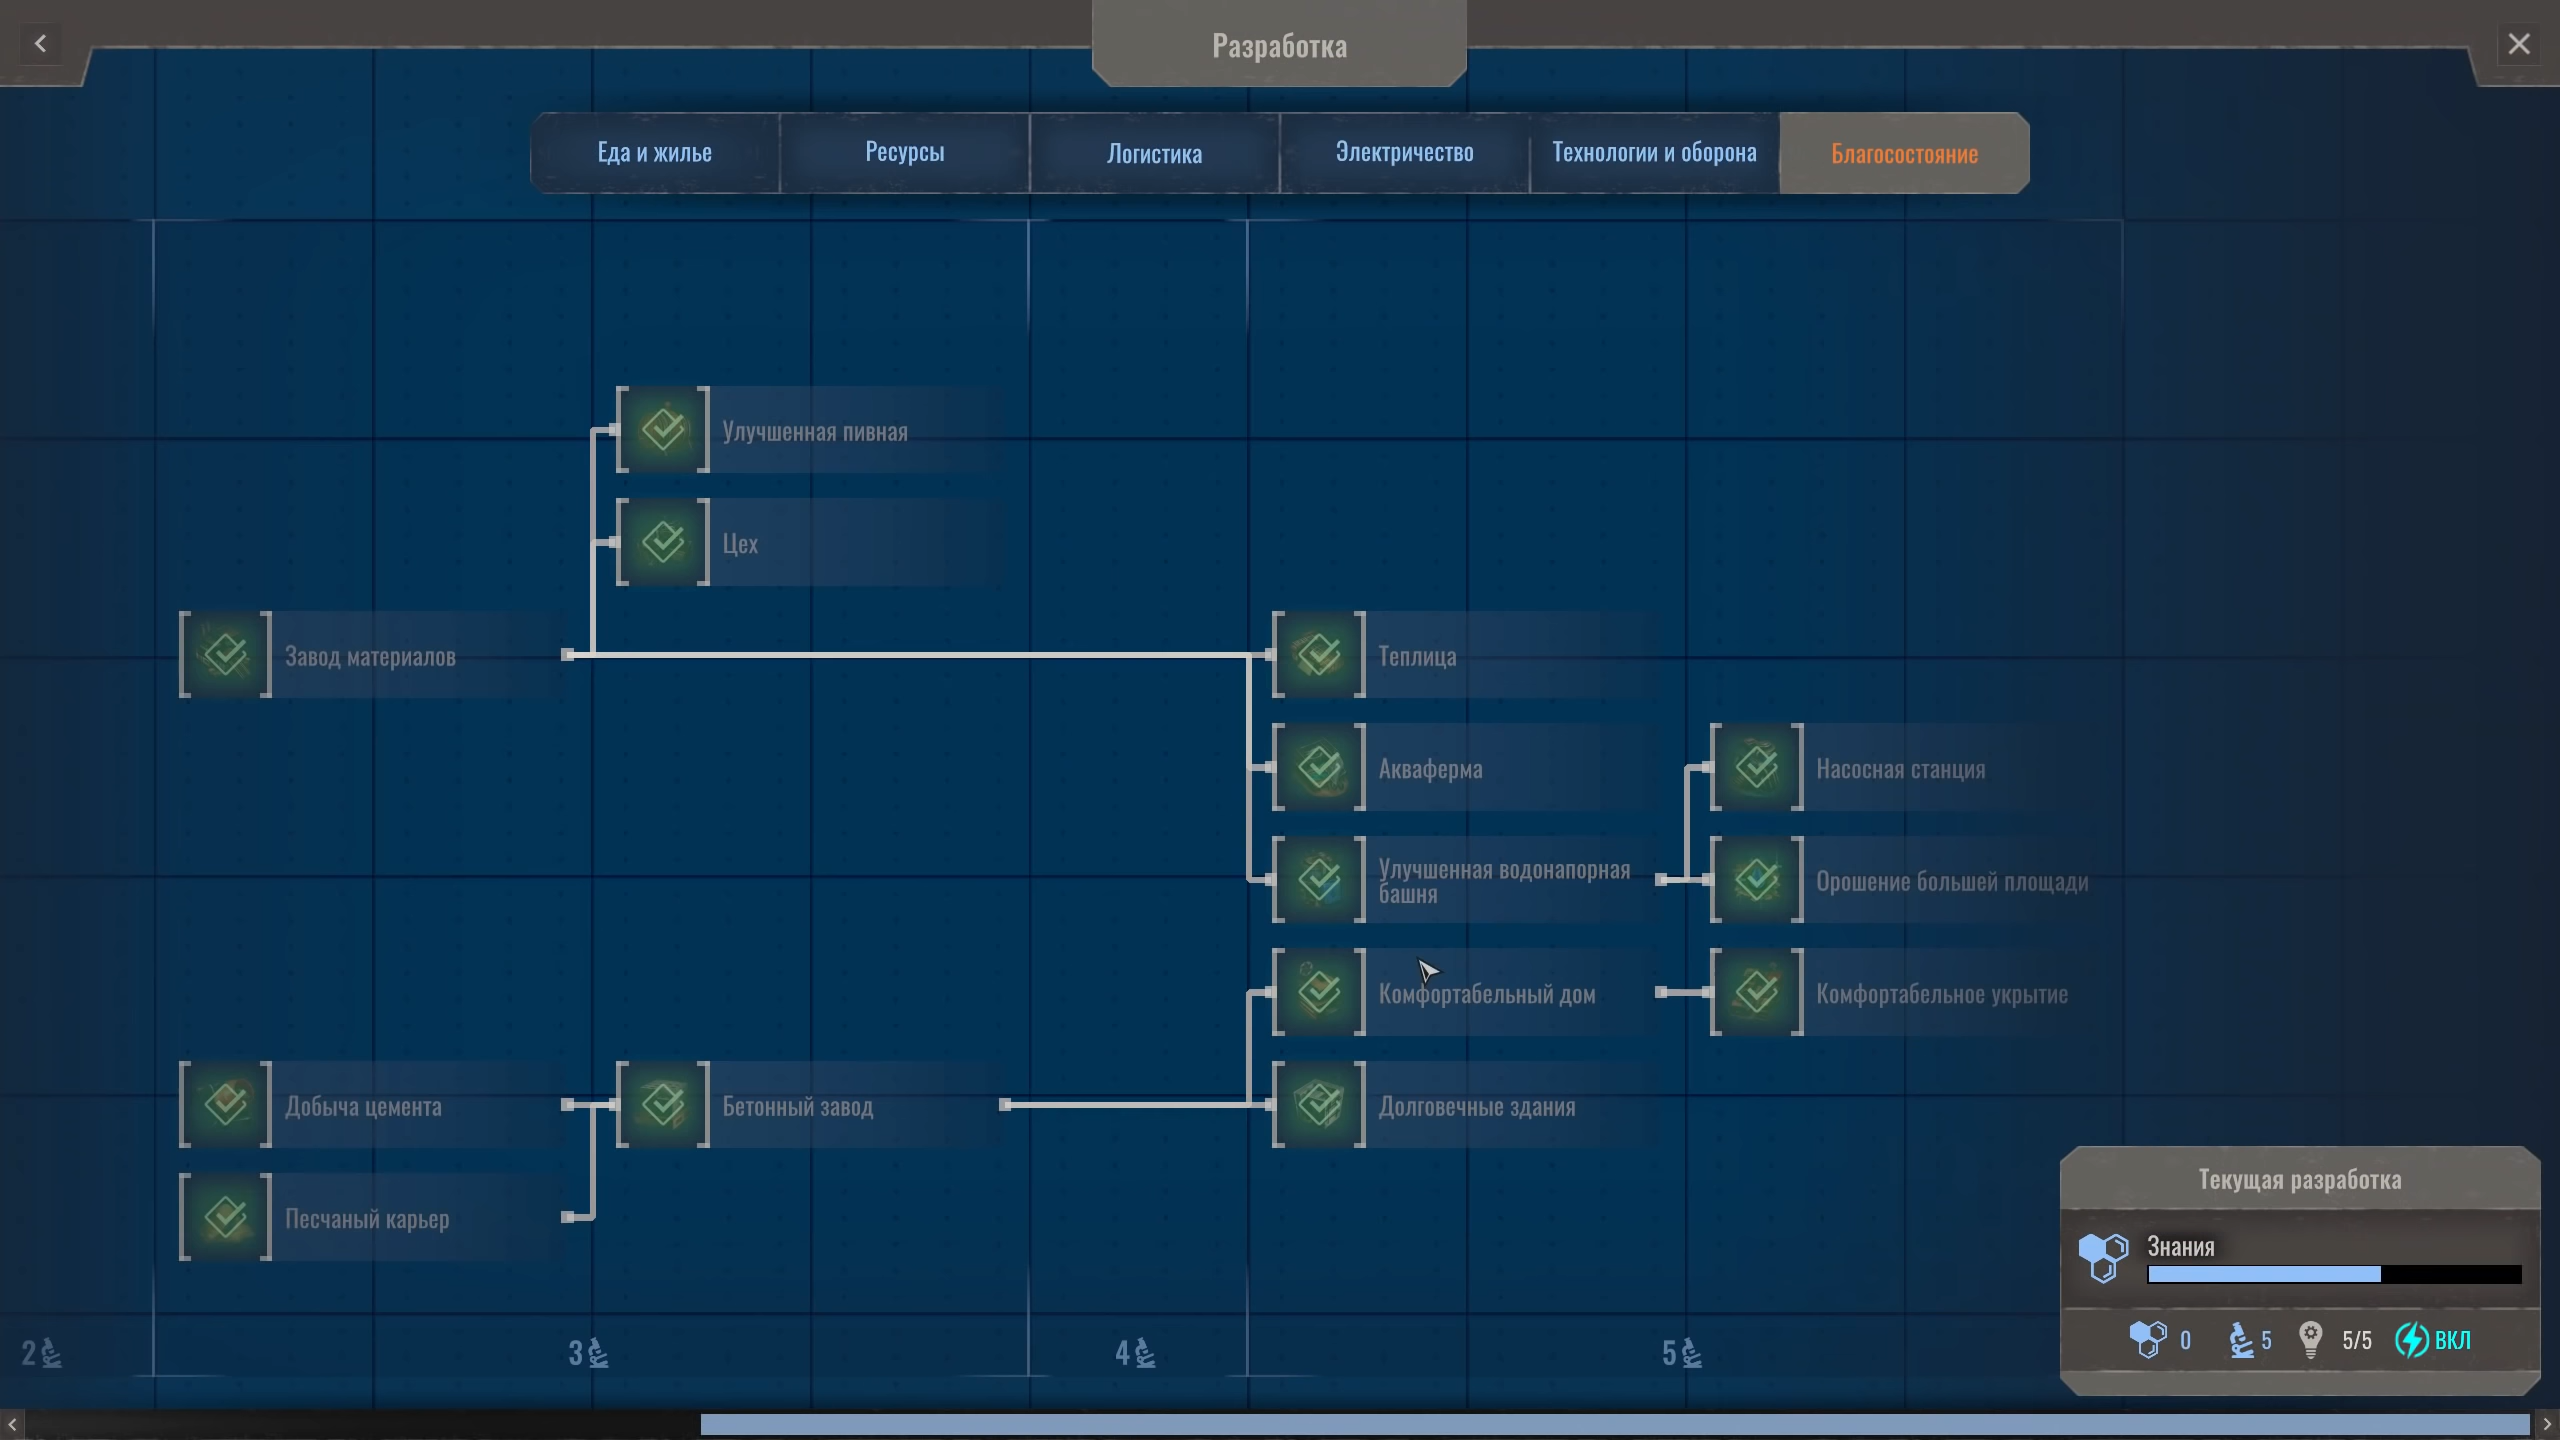 Разработка
Еда и жилье
Ресурсы
Логистика
Электричество
Технологии и оборона
Благосостояние
Улучшенная пивная
Цех
Завод материалов
Теплица
Акваферма
Насосная станция
Улучшенная водонапорная
башня
Орошение большей площади
Комфортабельный дом
Комфортабельное укрытие
Добыча цемента
Бетонный завод
Долговечные здания
Песчаный карьер
Текущая разработка
Знания
0 5 5/5 ВКЛ
2 3 4 5